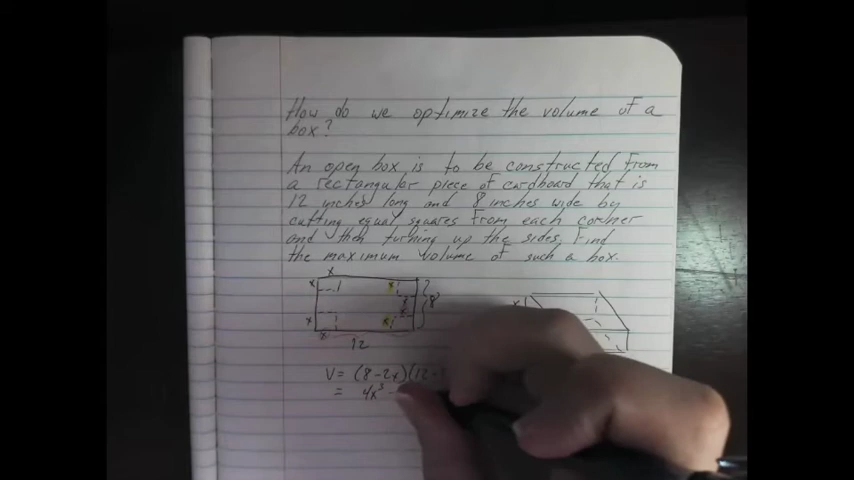 How do we optimize the volume of a
box?
An open box is to be constructed from
a rectangular piese of cardboard that is
12 inches long and 8 inches wide by
cutting equal squares from each corner
and then turning up the sides. Find
the maximum volume of such a box.
x
x x
x
x x x
x
8
12
x
V = (8-2x)(12-
= 4x³ -